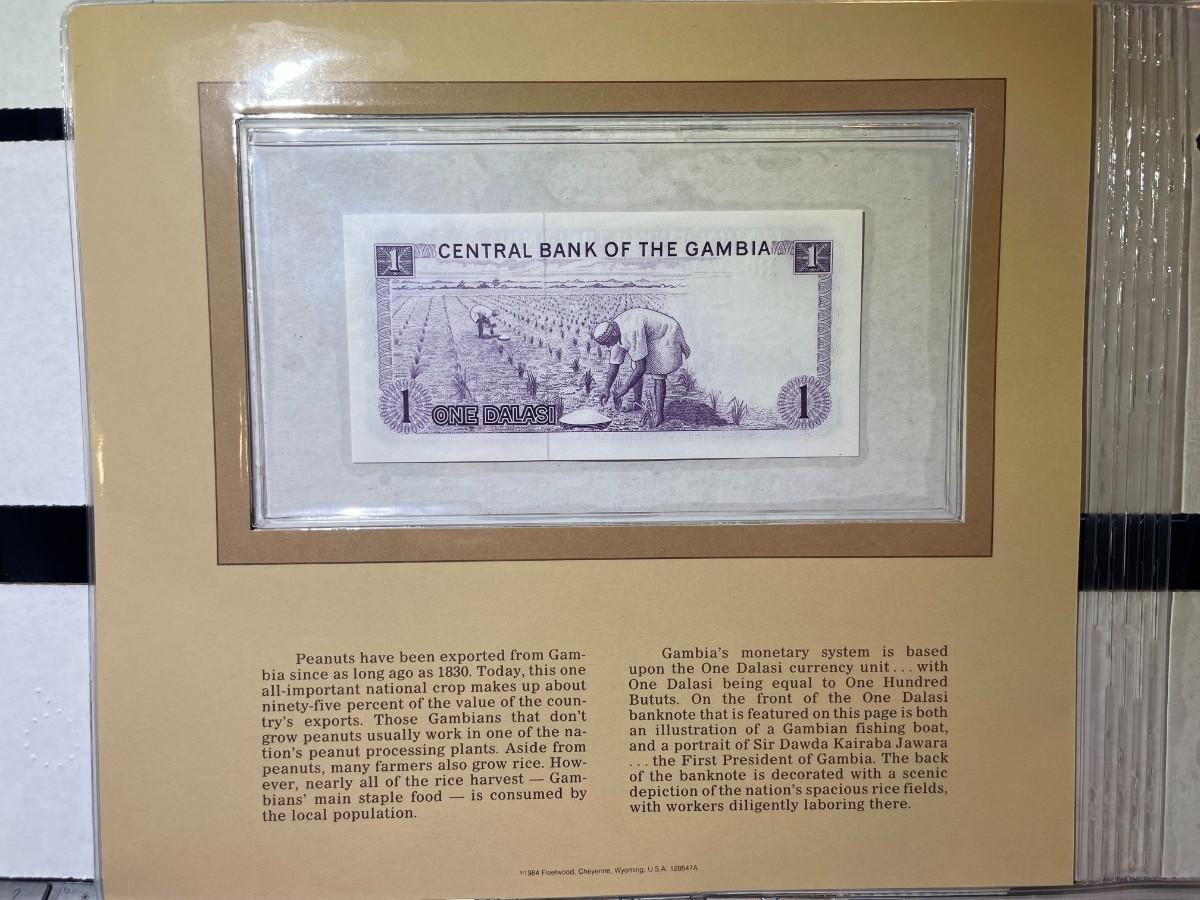 1 CENTRAL BANK OF THE GAMBIA 1
1 ONE DALASI 1
Peanuts have been exported from Gam-
bia since as long ago as 1830. Today, this one
all-important national crop makes up about
ninety-five percent of the value of the coun-
try's exports. Those Gambians that don't
grow peanuts usually work in one of the na-
tion's peanut processing plants. Aside from
peanuts, many farmers also grow rice. How-
ever, nearly all of the rice harvest — Gam-
bians' main staple food — is consumed by
the local population.
Gambia's monetary system is based
upon the One Dalasi currency unit . . . with
One Dalasi being equal to One Hundred
Bututs. On the front of the One Dalasi
banknote that is featured on this page is both
an illustration of a Gambian fishing boat,
and a portrait of Sir Dawda Kairaba Jawara
. . . the First President of Gambia. The back
of the banknote is decorated with a scenic
depiction of the nation's spacious rice fields,
with workers diligently laboring there.
©1984 Fleetwood, Cheyenne, Wyoming, U.S.A. 128547A